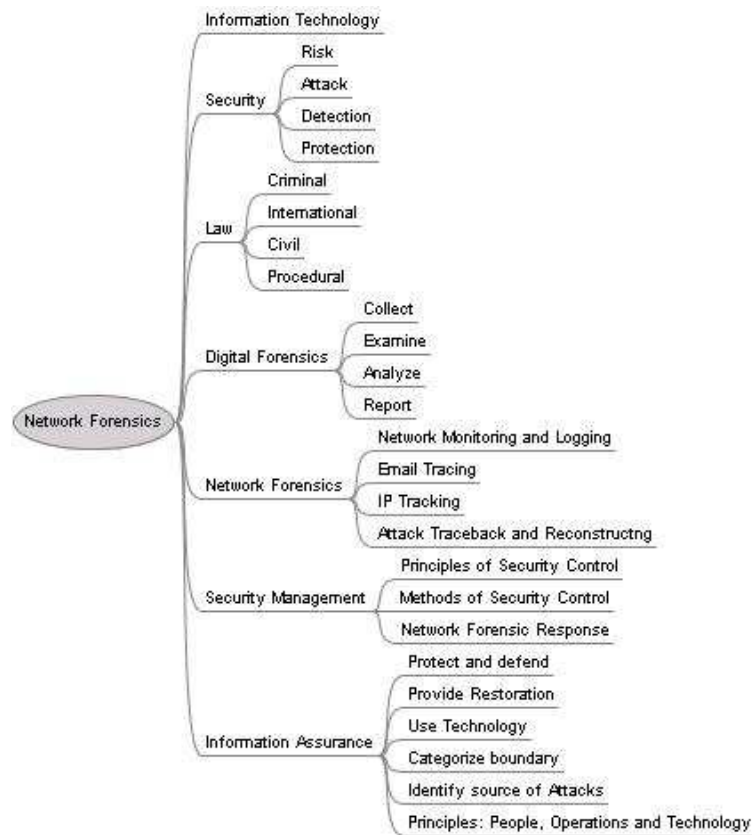 Information Technology
Risk
Attack
Security
Detection
Protection
Criminal
International
Law
Civil
Procedural
Collect
Examine
Digital Forensics
Analyze
Report
Network Forensics
Network Monitoring and Logging
Email Tracing
Network Forensics
IP Tracking
Attack Traceback and Reconstructng
Principles of Security Control
Security Management
Methods of Security Control
Network Forensic Response
Protect and defend
Provide Restoration
Use Technology
Information Assurance
Categorize boundary
Identify source of Attacks
Principles: People, Operations and Technology